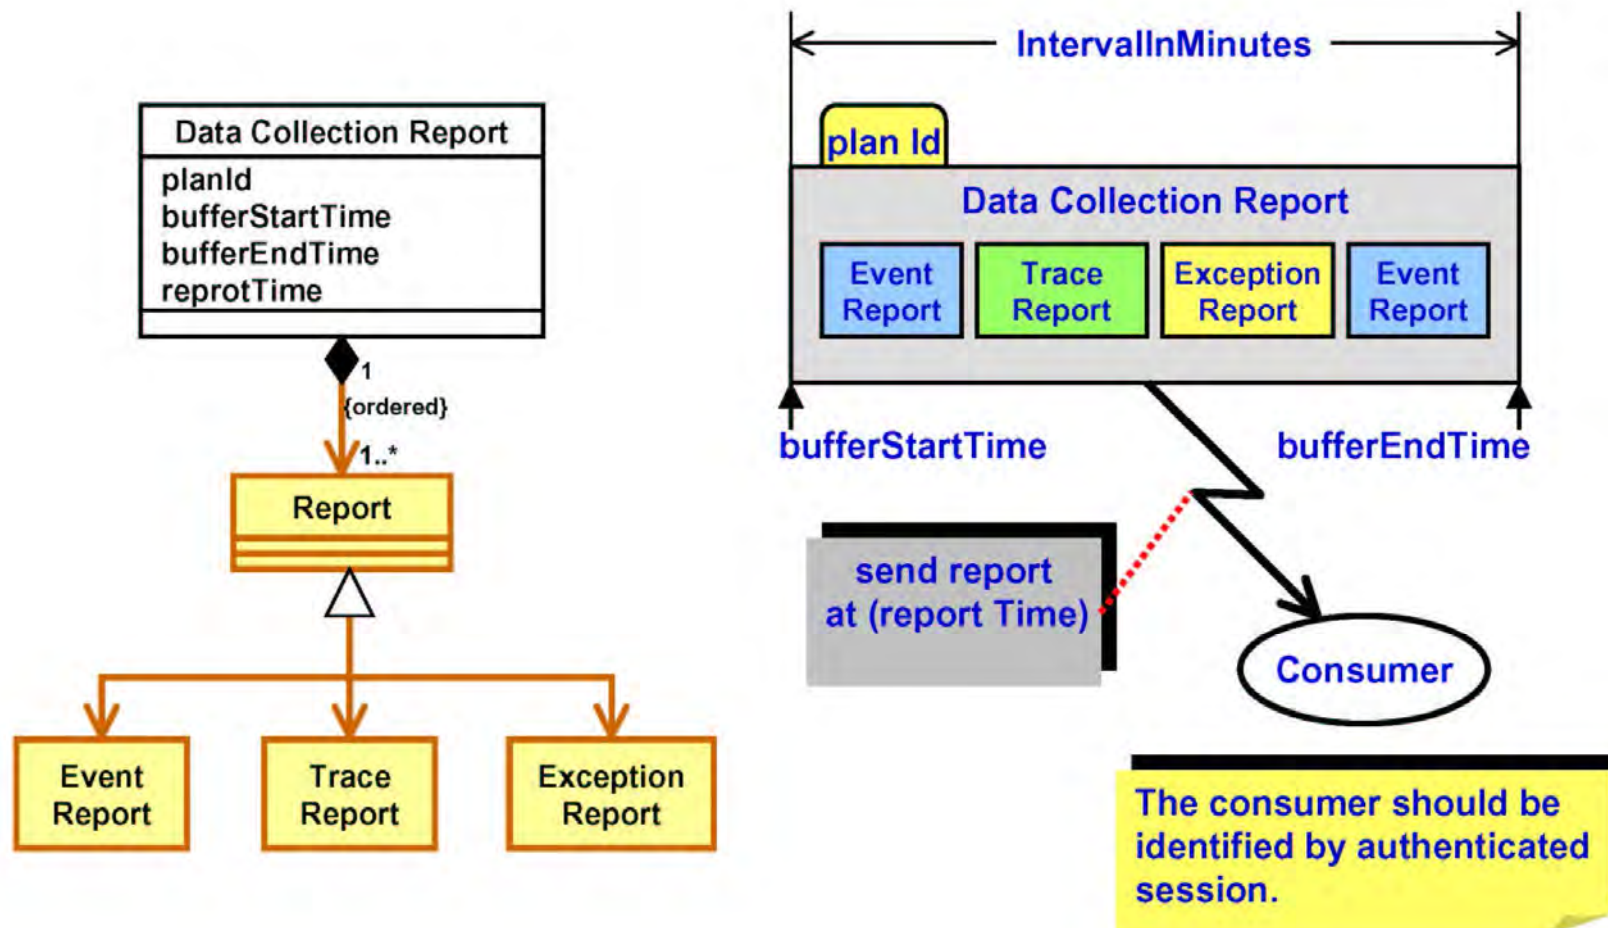 Data Collection Report
planId
bufferStartTime
bufferEndTime
reprotTime
1
{ordered}
1..*
Report
Event
Report
Trace
Report
Exception
Report
IntervalInMinutes
plan Id
Data Collection Report
Event
Report
Trace
Report
Exception
Report
Event
Report
bufferStartTime
bufferEndTime
send report
at (report Time)
Consumer
The consumer should be
identified by authenticated
session.